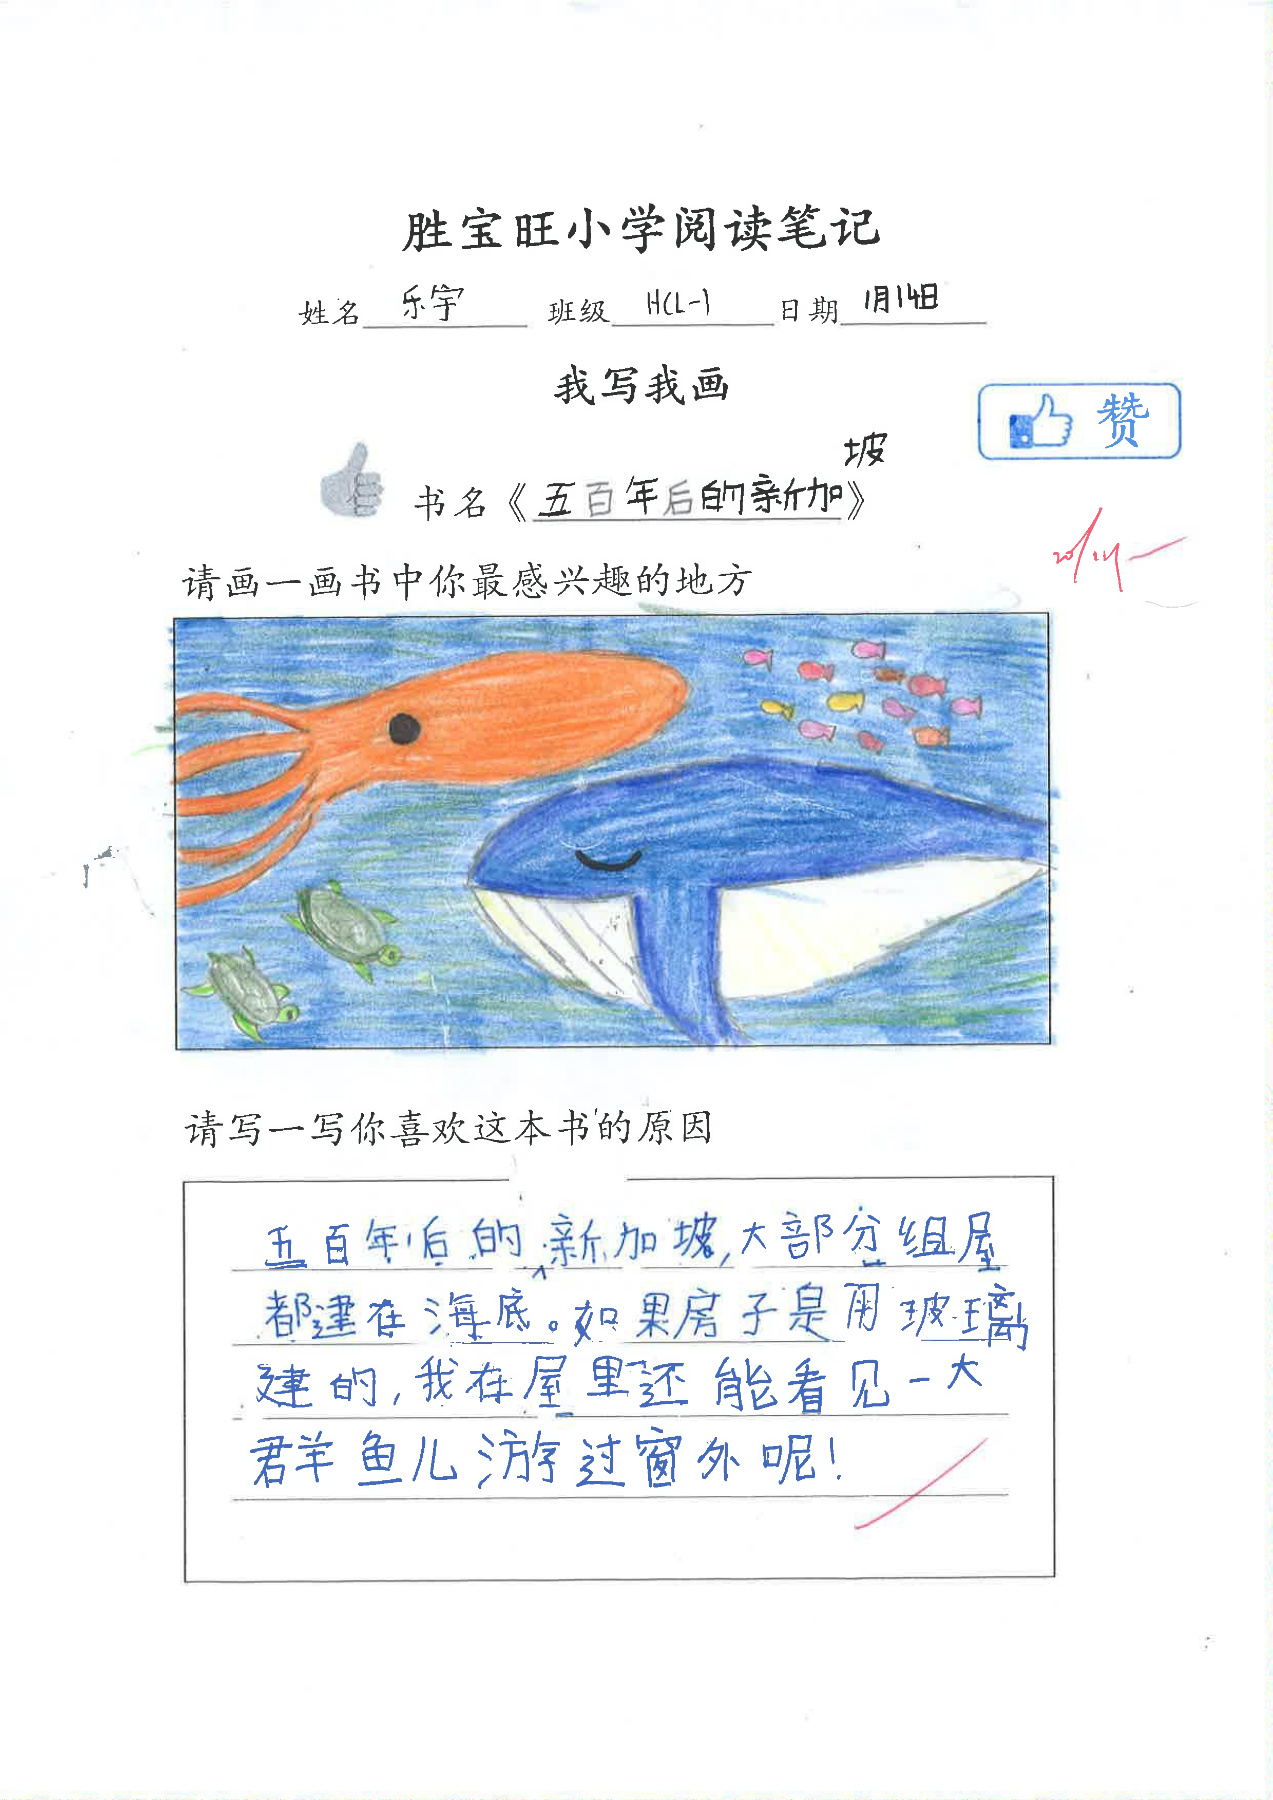 胜宝旺小学阅读笔记
姓名 乐宇 班级 HCL-1 日期 1月14日
我写我画
赞
书名《五百年后的新加坡》
请画一画书中你最感兴趣的地方
请写一写你喜欢这本书的原因
五百年后的新加坡,大部分组屋
都建在海底。如果房子是用玻璃
建的,我在屋里还能看见一大
群鱼儿游过窗外呢!